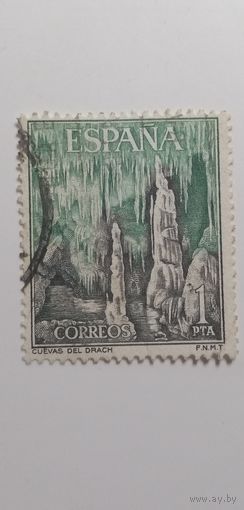 ESPAÑA
CORREOS
1
PTA
CUEVAS DEL DRACH
F.N.M.T.
www.ay.by